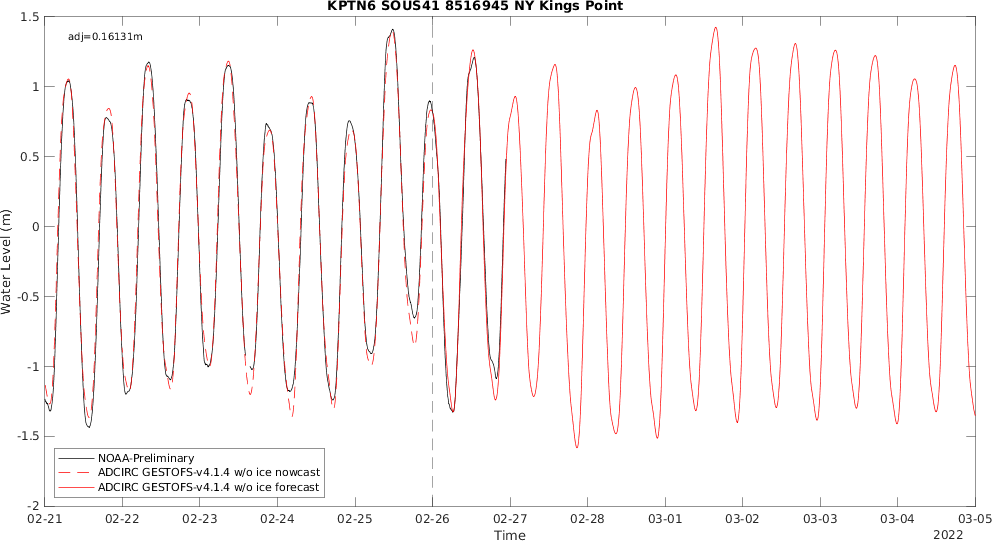 KPTN6 SOUS41 8516945 NY Kings Point
adj=0.16131m
1.5
1
0.5
0
-0.5
-1
-1.5
-2
Water Level (m)
NOAA-Preliminary
ADCIRC GESTOFS-v4.1.4 w/o ice nowcast
ADCIRC GESTOFS-v4.1.4 w/o ice forecast
02-21 02-22 02-23 02-24 02-25 02-26 02-27 02-28 03-01 03-02 03-03 03-04 03-05
Time
2022